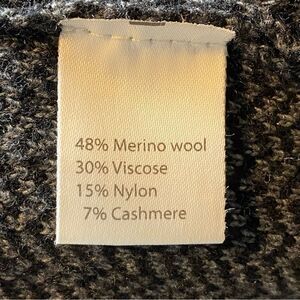 48% Merino wool
30% Viscose
15% Nylon
7% Cashmere